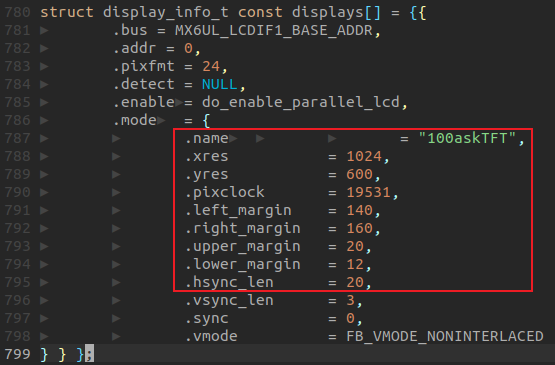 780 struct display_info_t const displays[] = {{
781 .bus = MX6UL_LCDIF1_BASE_ADDR,
782 .addr = 0,
783 .pixfmt = 24,
784 .detect = NULL,
785 .enable = do_enable_parallel_lcd,
786 .mode = {
787 .name = "100askTFT",
788 .xres = 1024,
789 .yres = 600,
790 .pixclock = 19531,
791 .left_margin = 140,
792 .right_margin = 160,
793 .upper_margin = 20,
794 .lower_margin = 12,
795 .hsync_len = 20,
796 .vsync_len = 3,
797 .sync = 0,
798 .vmode = FB_VMODE_NONINTERLACED
799 } } };